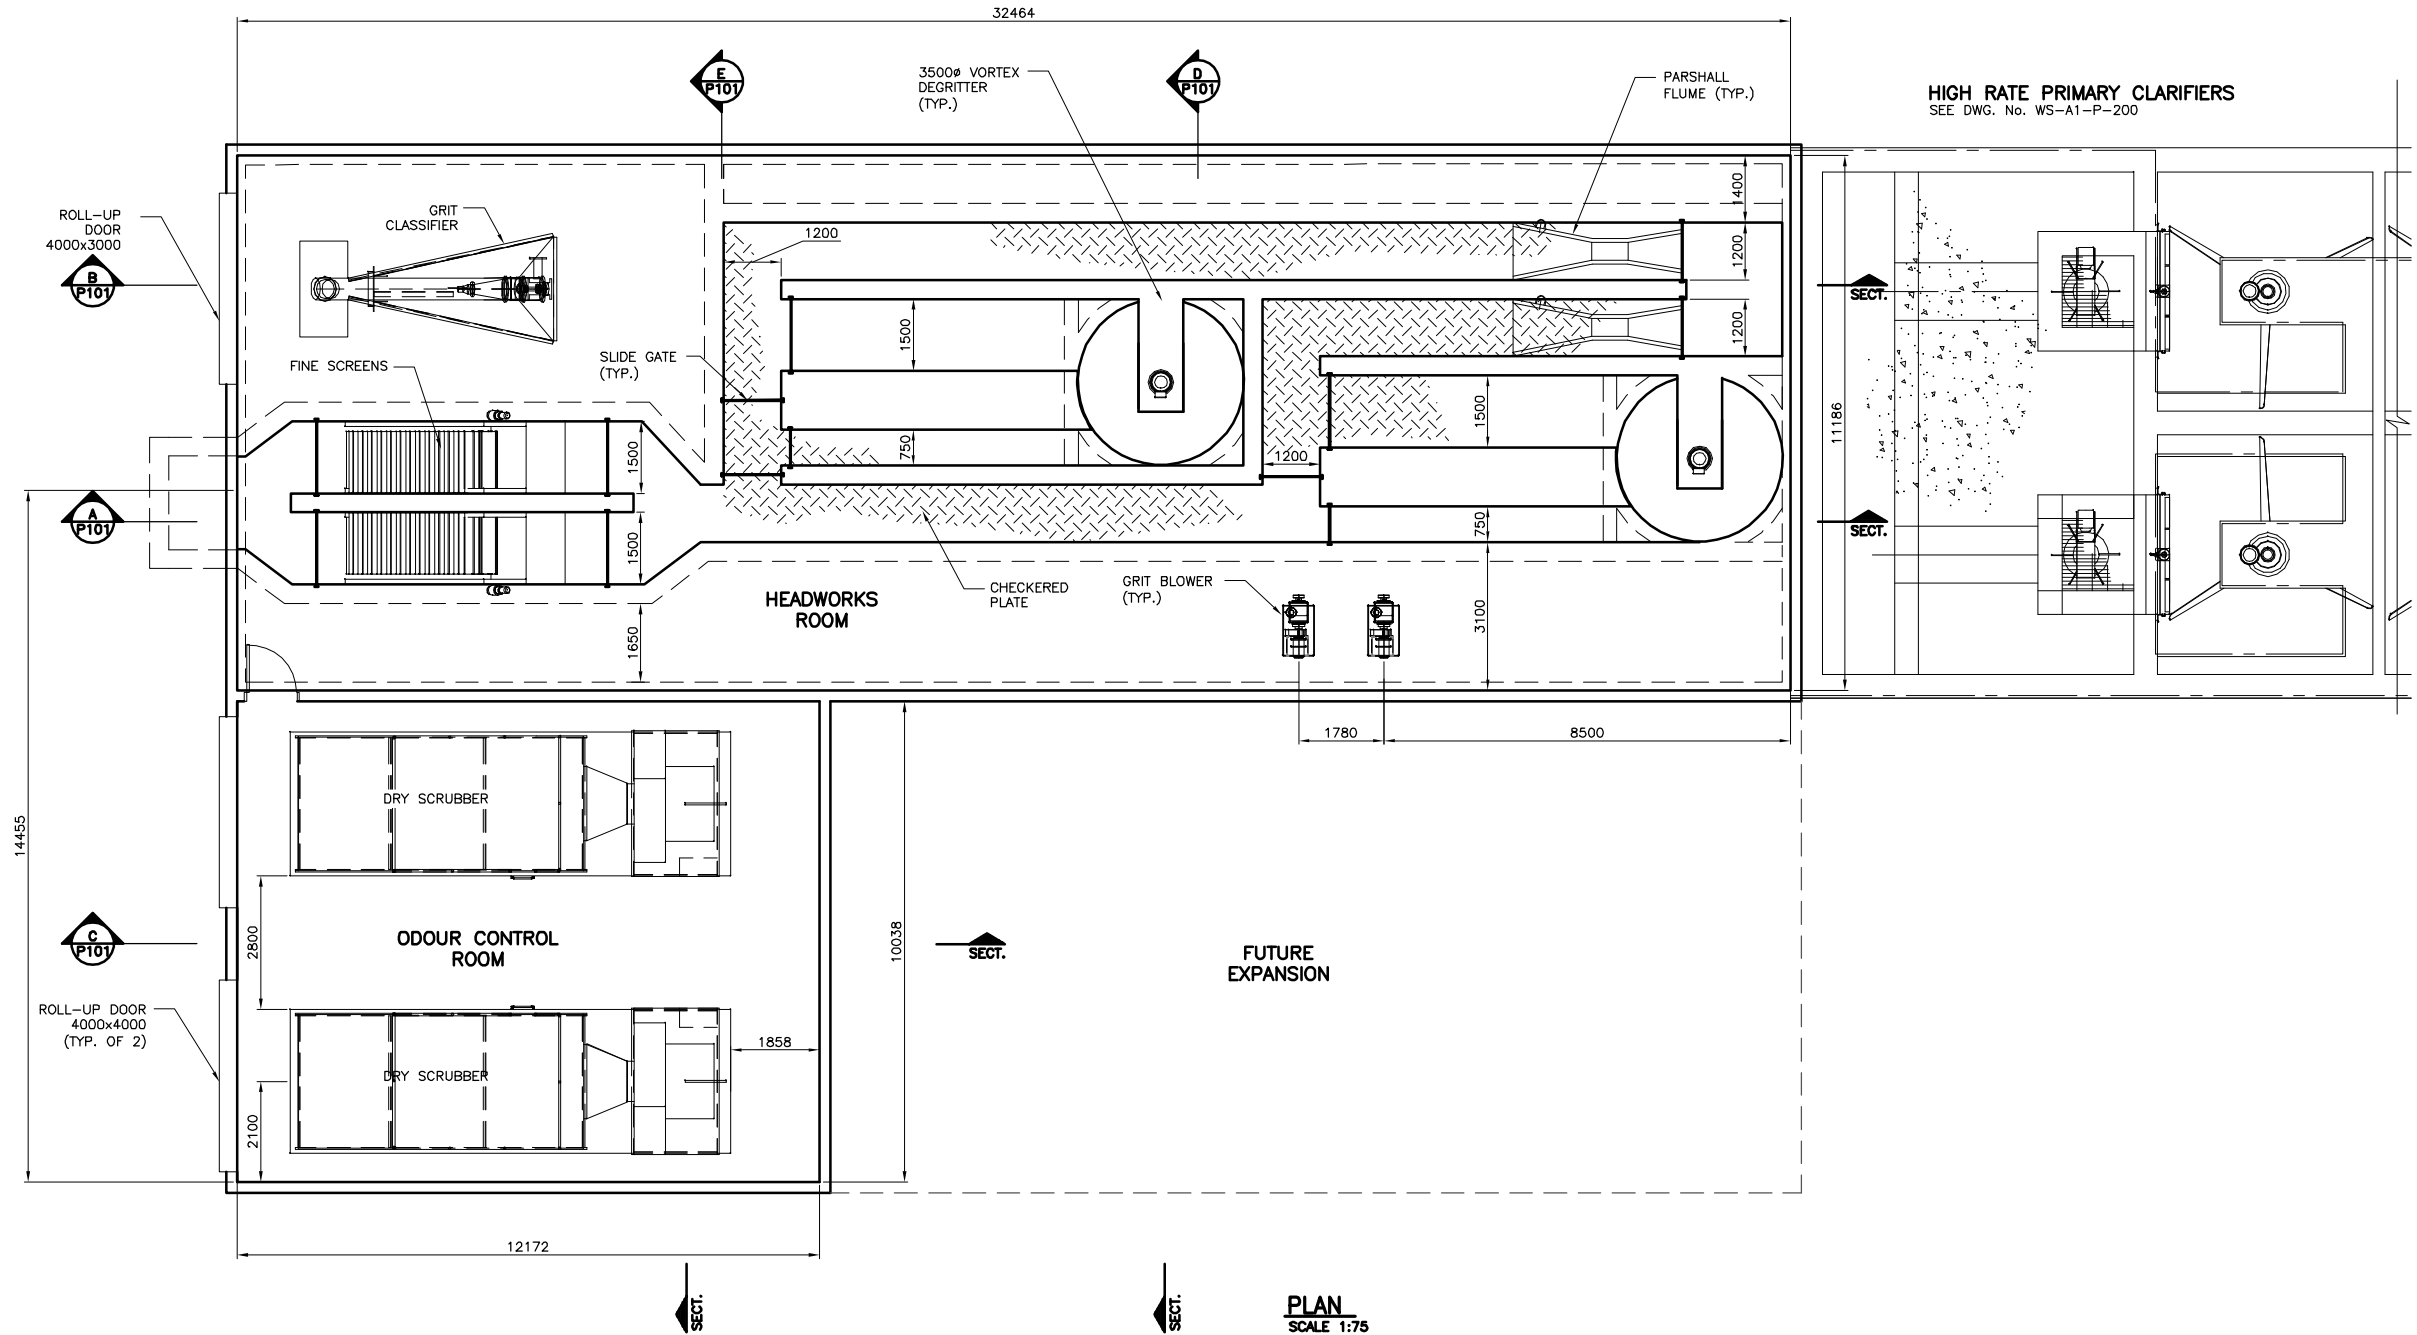 32464
E
P101
D
P101
3500ø VORTEX
DEGRITTER
(TYP.)
PARSHALL
FLUME (TYP.)
HIGH RATE PRIMARY CLARIFIERS
SEE DWG. No. WS-A1-P-200
ROLL-UP
DOOR
4000x3000
B
P101
GRIT
CLASSIFIER
1200
1400
1200
1200
SECT.
FINE SCREENS
SLIDE GATE
(TYP.)
1500
750
1500
1200
750
11186
1500
1500
A
P101
SECT.
CHECKERED
PLATE
GRIT BLOWER
(TYP.)
HEADWORKS
ROOM
1650
3100
1780
8500
14455
DRY SCRUBBER
2800
C
P101
ODOUR CONTROL
ROOM
10038
SECT.
FUTURE
EXPANSION
ROLL-UP DOOR
4000x4000
(TYP. OF 2)
1858
DRY SCRUBBER
2100
12172
SECT.
SECT.
PLAN
SCALE 1:75